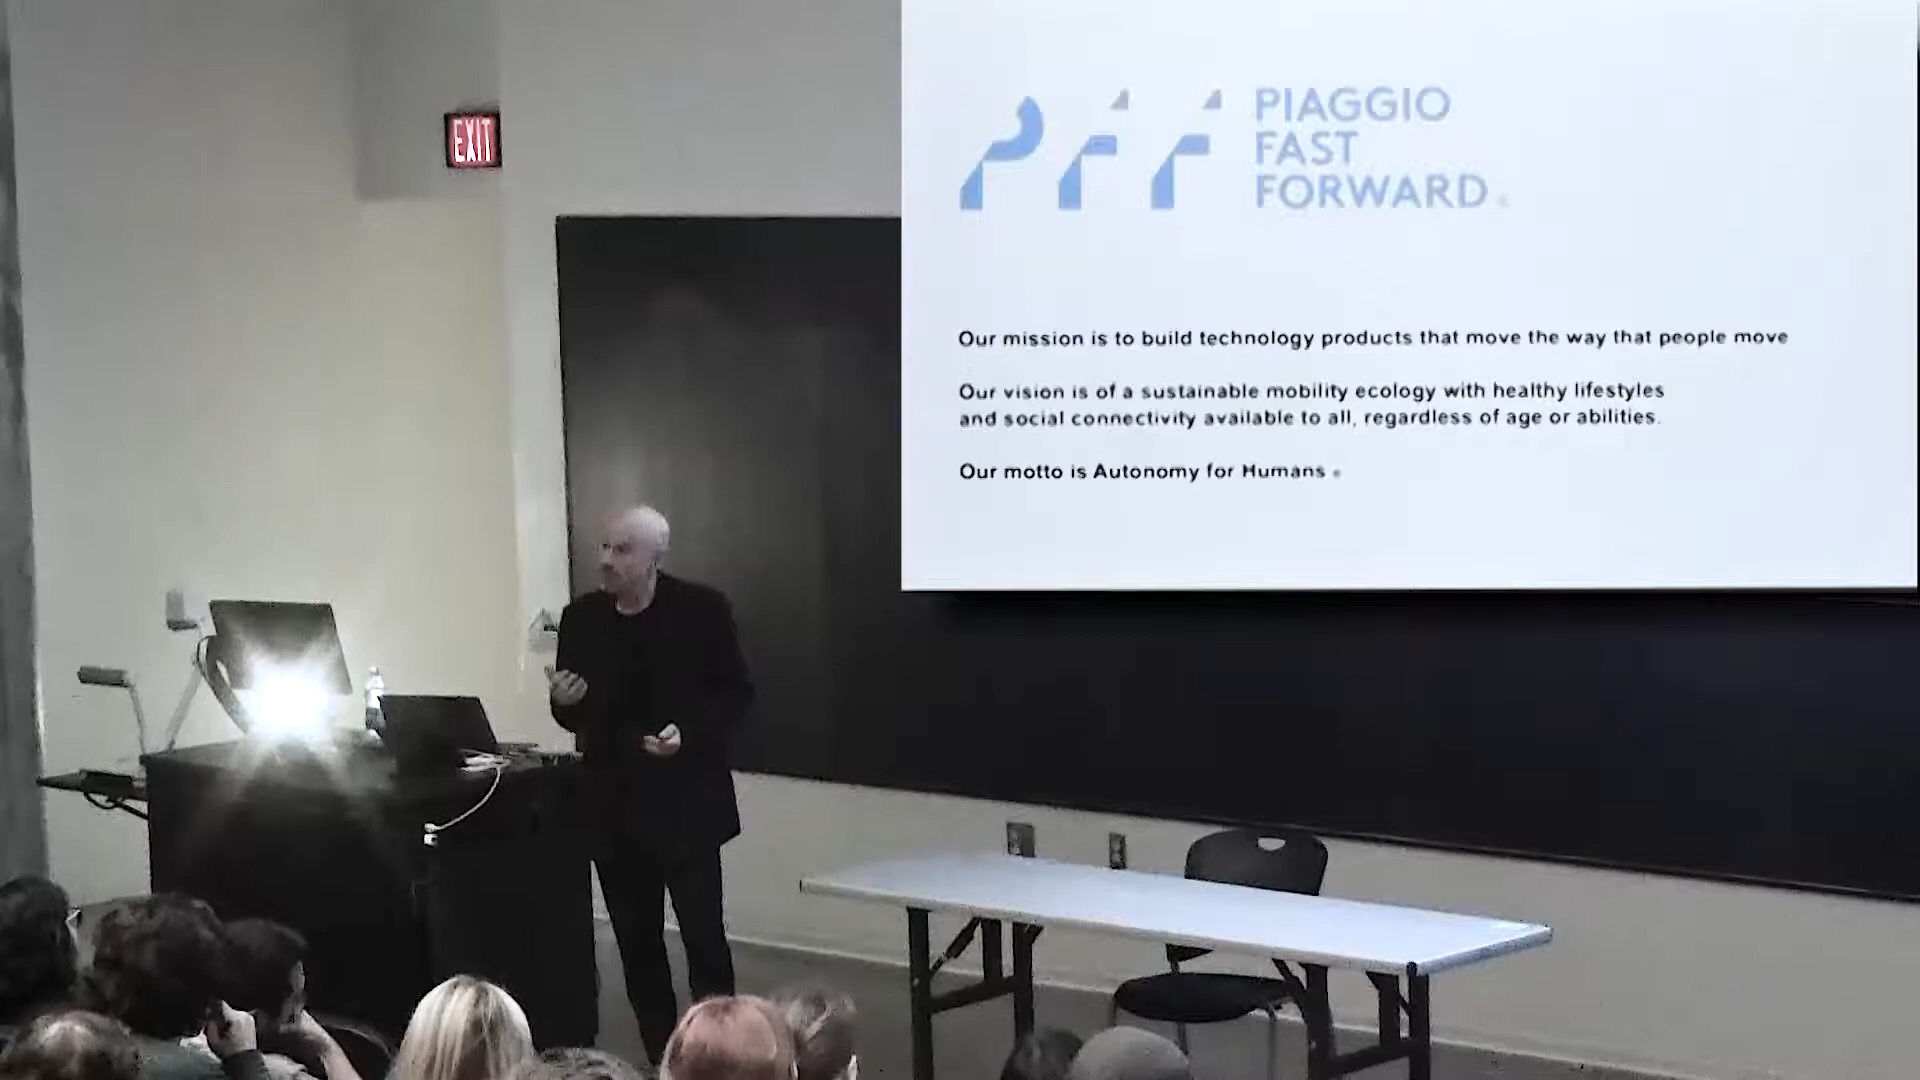 EXIT
PFF
PIAGGIO
FAST
FORWARD
Our mission is to build technology products that move the way that people move
Our vision is of a sustainable mobility ecology with healthy lifestyles
and social connectivity available to all, regardless of age or abilities.
Our motto is Autonomy for Humans